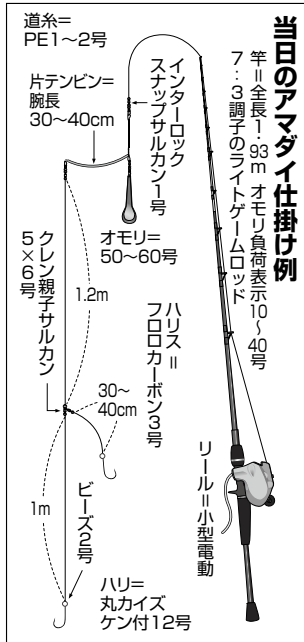 当日のアマダイ仕掛け例
竿＝全長1・93m オモリ負荷表示10〜40号
7：3調子のライトゲームロッド
道糸＝
PE1〜2号
片テンビン＝
腕長
30〜40cm
インターロック
スナップサルカン1号
オモリ＝
50〜60号
クレン親子サルカン
5×6号
1.2m
ハリス＝
フロロカーボン3号
30〜
40cm
リール＝小型電動
1m
ビーズ2号
ハリ＝
丸カイズ
ケン付12号